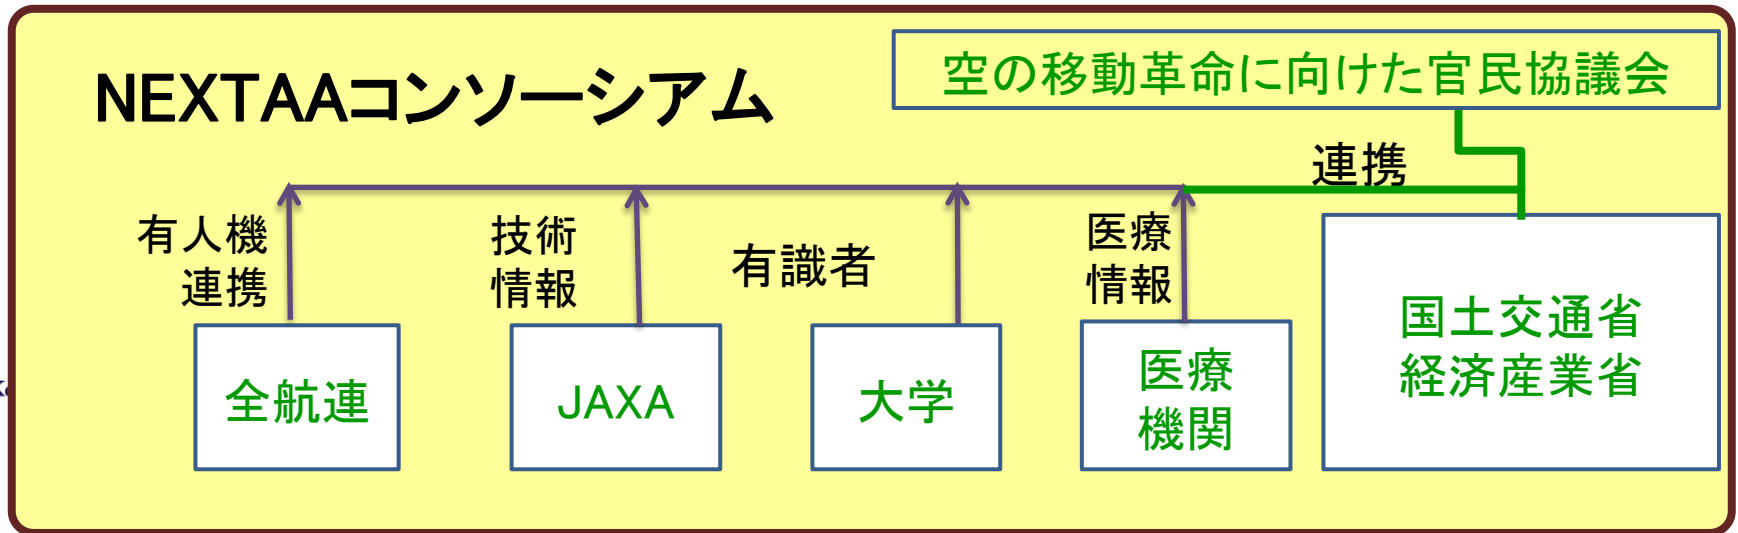 空の移動革命に向けた官民協議会
NEXTAAコンソーシアム
連携
有人機
連携
技術
情報
有識者
医療
情報
全航連
JAXA
大学
医療
機関
国土交通省
経済産業省